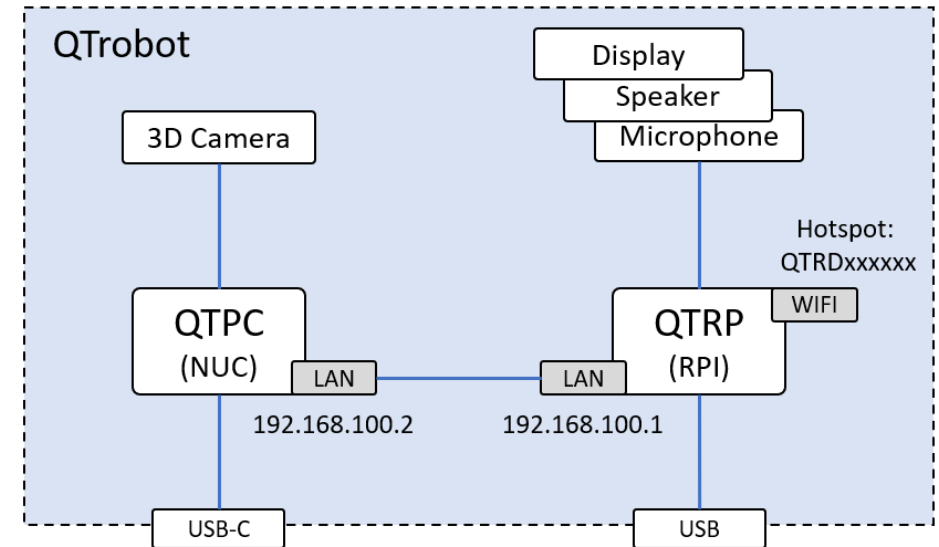 QTrobot
Display
Speaker
Microphone
3D Camera
Hotspot:
QTRDxxxxxx
WIFI
QTPC
(NUC)
LAN
192.168.100.2
QTRP
(RPI)
LAN
192.168.100.1
USB-C
USB